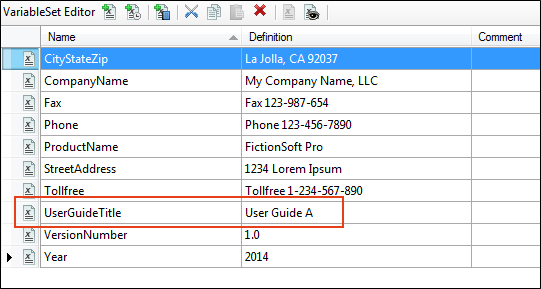 VariableSet Editor
Name Definition Comment
CityStateZip La Jolla, CA 92037
CompanyName My Company Name, LLC
Fax Fax 123-987-654
Phone Phone 123-456-7890
ProductName FictionSoft Pro
StreetAddress 1234 Lorem Ipsum
Tollfree Tollfree 1-234-567-890
UserGuideTitle User Guide A
VersionNumber 1.0
Year 2014